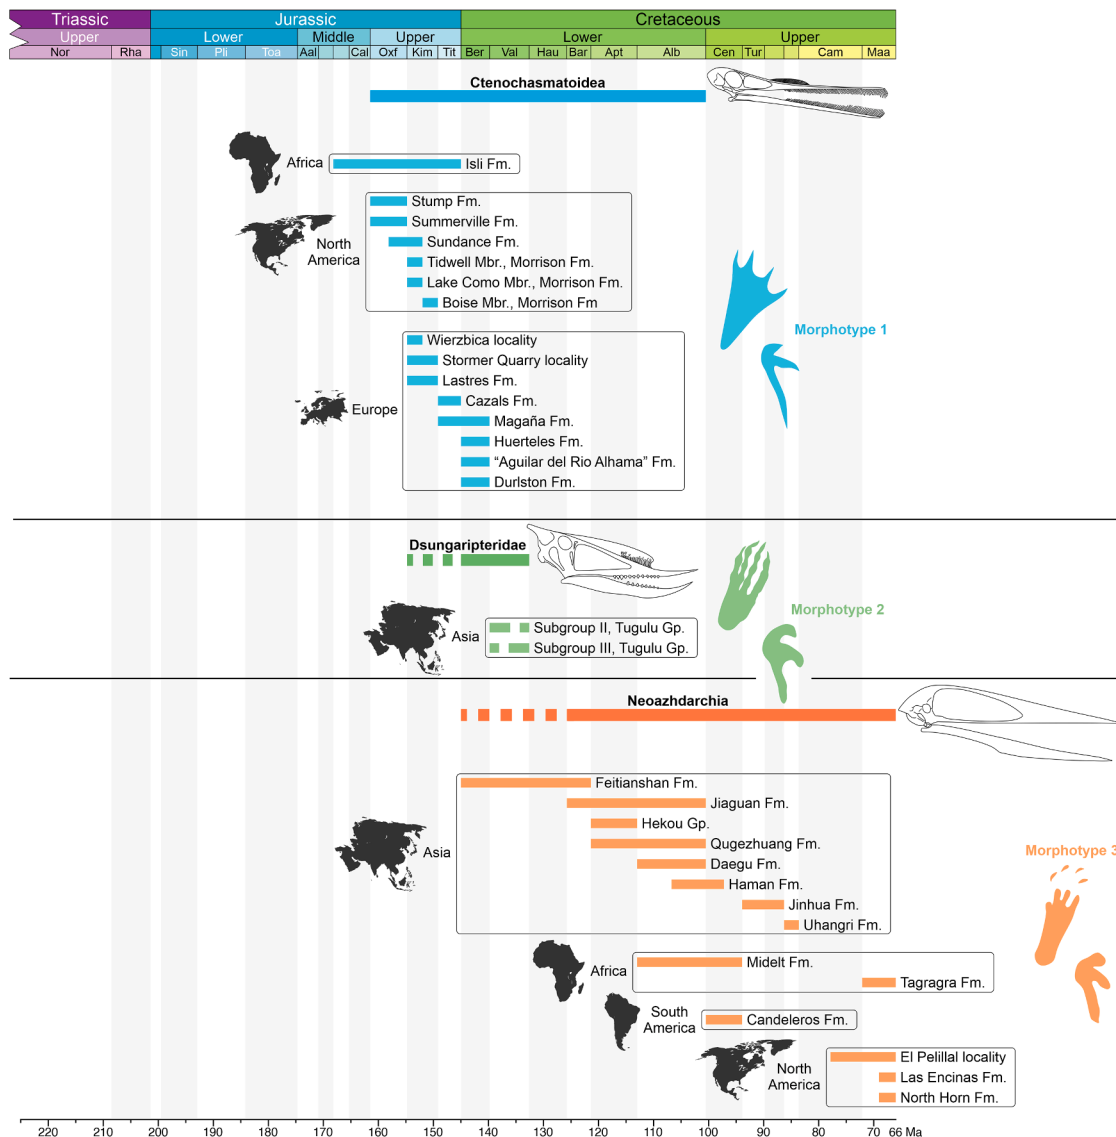 Triassic Jurassic Cretaceous
Upper Lower Middle Upper Lower Upper
Nor Rha Sin Pli Toa Aal Cal Oxf Kim Tit Ber Val Hau Bar Apt Alb Cen Tur Cam Maa
Ctenochasmatoidea
Africa
Isli Fm.
Stump Fm.
Summerville Fm.
North
America
Sundance Fm.
Tidwell Mbr., Morrison Fm.
Lake Como Mbr., Morrison Fm.
Boise Mbr., Morrison Fm
Morphotype 1
Wierzbica locality
Stormer Quarry locality
Lastres Fm.
Cazals Fm.
Europe
Magaña Fm.
Huerteles Fm.
“Aguilar del Rio Alhama” Fm.
Durlston Fm.
Dsungaripteridae
Morphotype 2
Asia
Subgroup II, Tugulu Gp.
Subgroup III, Tugulu Gp.
Neoazhdarchia
Feitianshan Fm.
Jiaguan Fm.
Hekou Gp.
Qugezhuang Fm.
Asia
Daegu Fm.
Haman Fm.
Jinhua Fm.
Uhangri Fm.
Morphotype 3
Africa
Midelt Fm.
Tagragra Fm.
South
America
Candeleros Fm.
North
America
El Pelillal locality
Las Encinas Fm.
North Horn Fm.
220 210 200 190 180 170 160 150 140 130 120 110 100 90 80 70 66 Ma